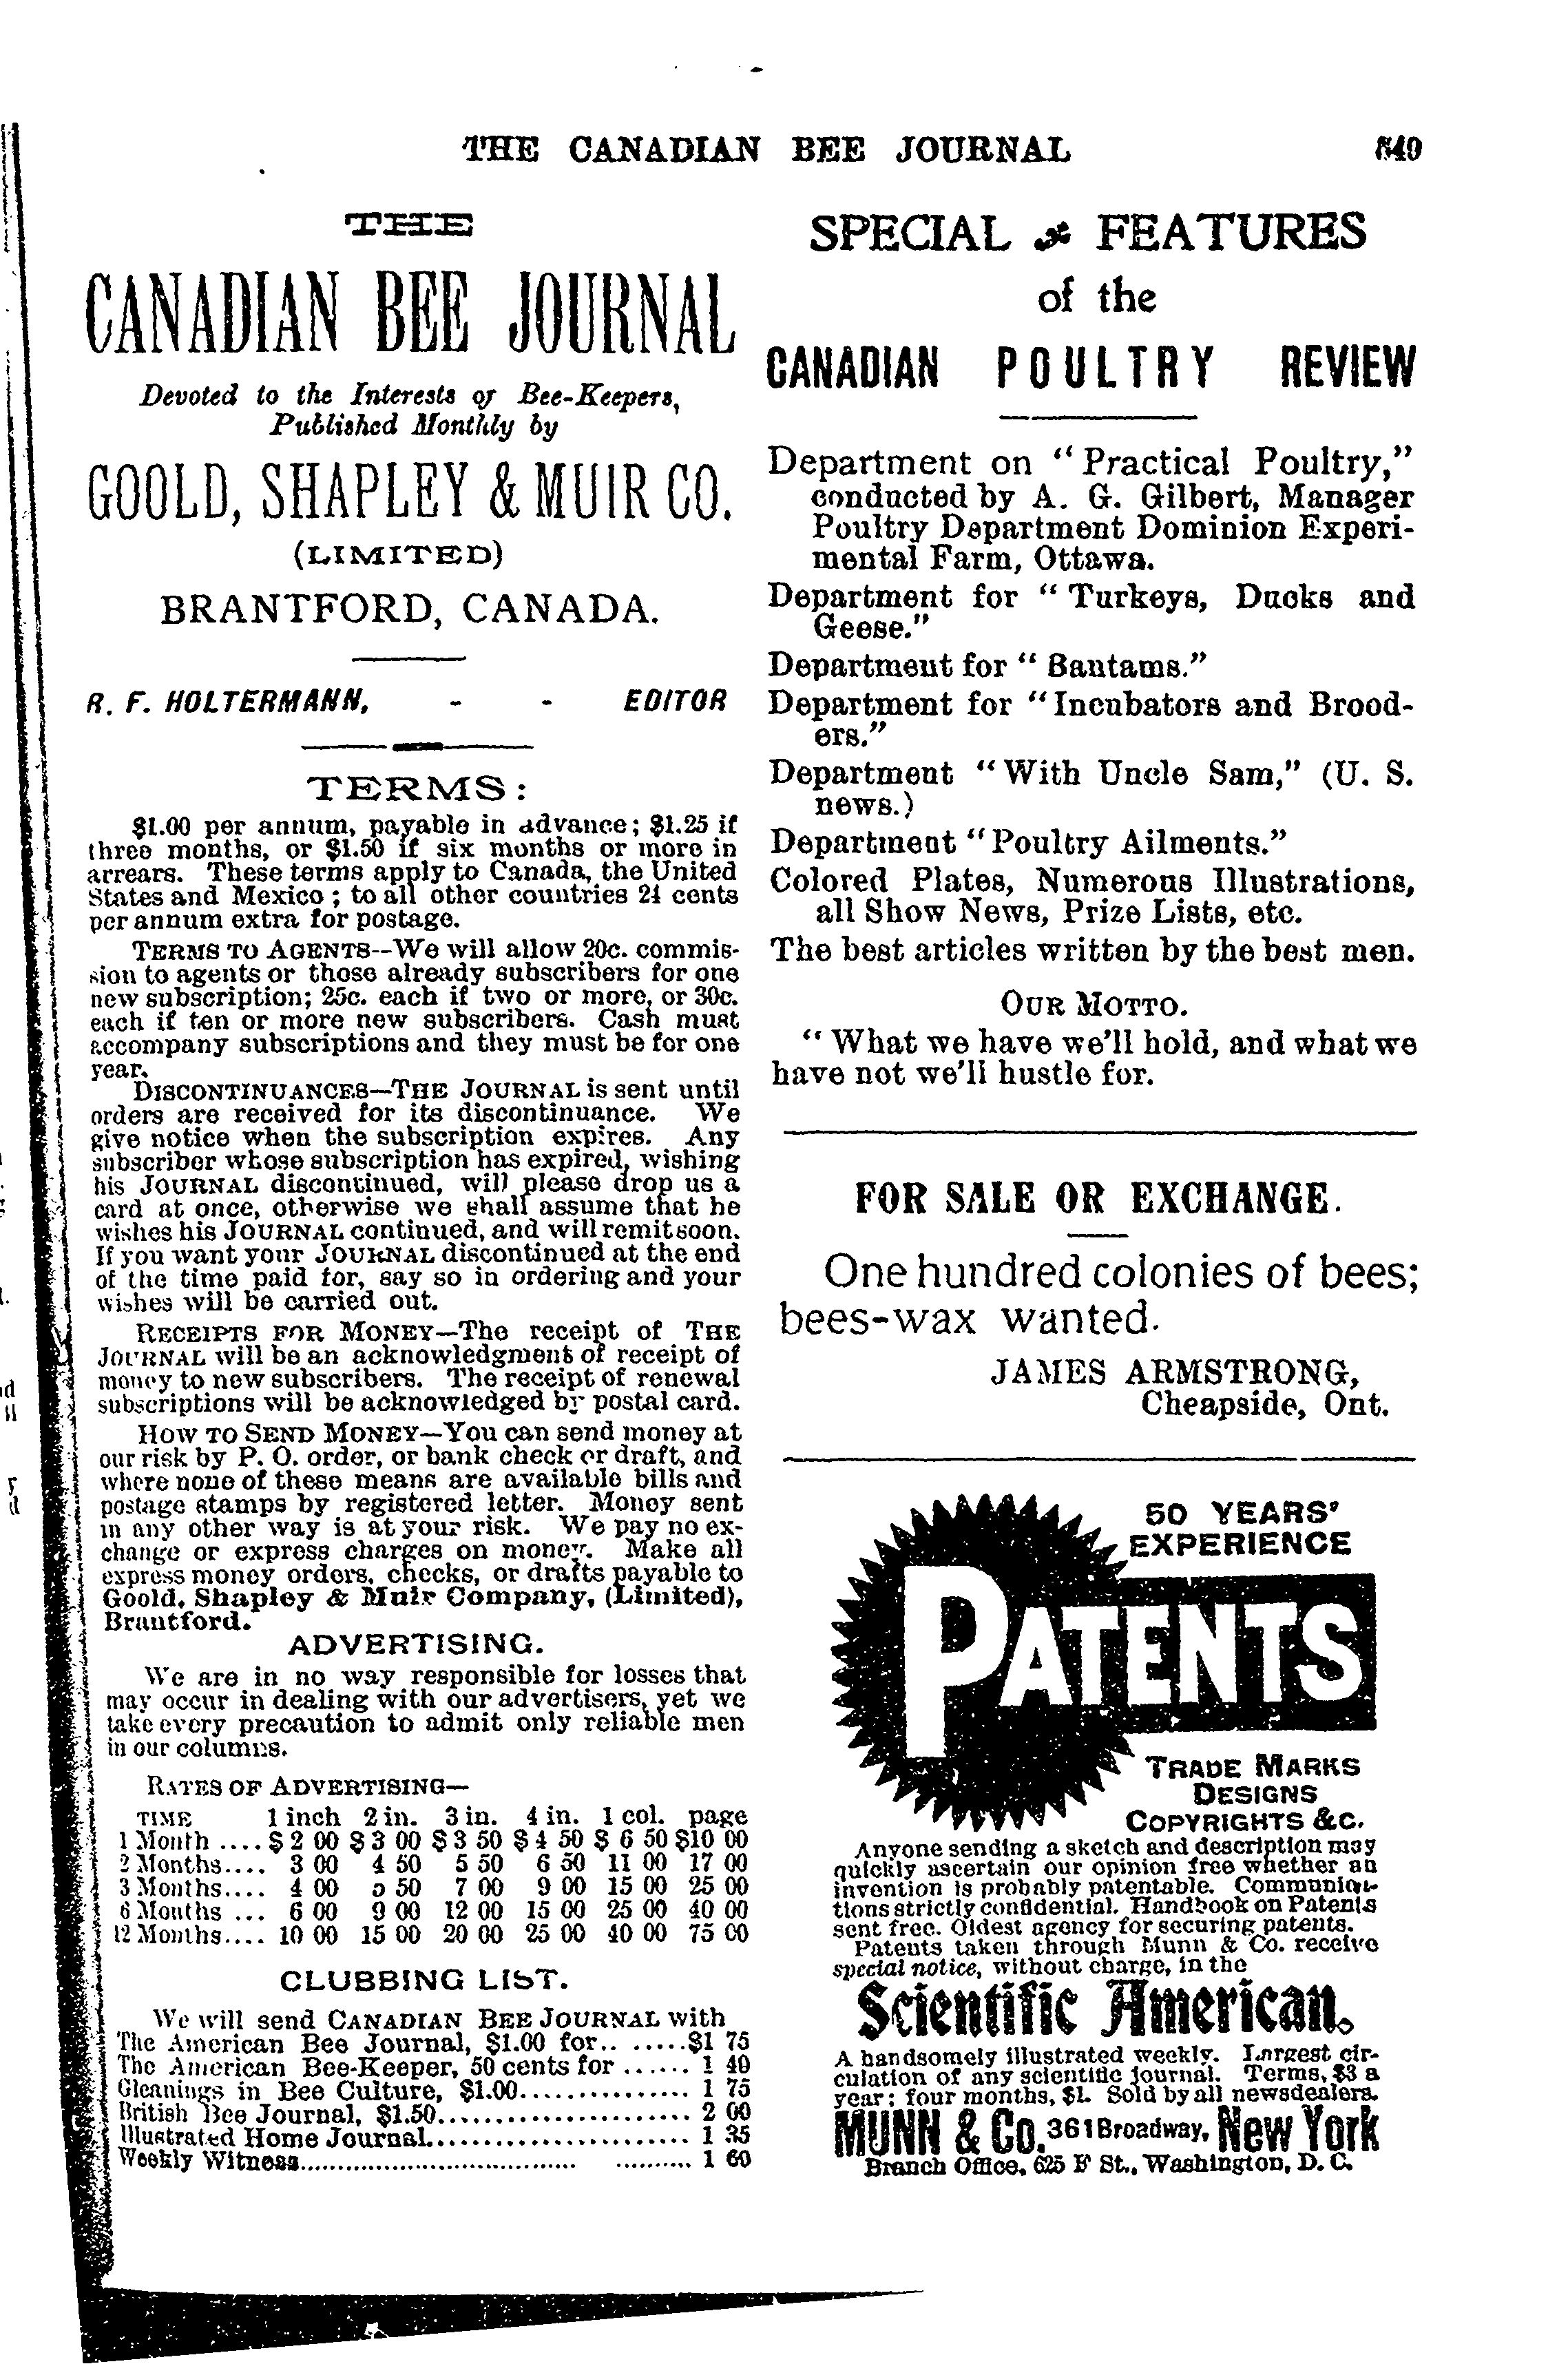 THE CANADIAN BEE JOURNAL 549
THE
CANADIAN BEE JOURNAL
Devoted to the Interests of Bee-Keepers,
Published Monthly by
GOOLD, SHAPLEY & MUIR CO.
(LIMITED)
BRANTFORD, CANADA.
R. F. HOLTERMANN, - - EDITOR
TERMS:
$1.00 per annum, payable in advance; $1.25 if
three months, or $1.50 if six months or more in
arrears. These terms apply to Canada, the United
States and Mexico; to all other countries 24 cents
per annum extra for postage.
TERMS TO AGENTS--We will allow 20c. commis-
sion to agents or those already subscribers for one
new subscription; 25c. each if two or more, or 30c.
each if ten or more new subscribers. Cash must
accompany subscriptions and they must be for one
year.
DISCONTINUANCES—THE JOURNAL is sent until
orders are received for its discontinuance. We
give notice when the subscription expires. Any
subscriber whose subscription has expired, wishing
his JOURNAL discontinued, will please drop us a
card at once, otherwise we shall assume that he
wishes his JOURNAL continued, and will remit soon.
If you want your JOURNAL discontinued at the end
of the time paid for, say so in ordering and your
wishes will be carried out.
RECEIPTS FOR MONEY—The receipt of THE
JOURNAL will be an acknowledgment of receipt of
money to new subscribers. The receipt of renewal
subscriptions will be acknowledged by postal card.
HOW TO SEND MONEY—You can send money at
our risk by P. O. order, or bank check or draft, and
where none of these means are available bills and
postage stamps by registered letter. Money sent
in any other way is at your risk. We pay no ex-
change or express charges on money. Make all
express money orders, checks, or drafts payable to
Goold, Shapley & Muir Company, (Limited),
Brantford.
ADVERTISING.
We are in no way responsible for losses that
may occur in dealing with our advertisers, yet we
take every precaution to admit only reliable men
in our columns.
RATES OF ADVERTISING—
TIME 1 inch 2 in. 3 in. 4 in. 1 col. page
1 Month ....$ 2 00 $ 3 00 $ 3 50 $ 4 50 $ 6 50 $10 00
2 Months.... 3 00 4 50 5 50 6 50 11 00 17 00
3 Months.... 4 00 5 50 7 00 9 00 15 00 25 00
6 Months ... 6 00 9 00 12 00 15 00 25 00 40 00
12 Months.... 10 00 15 00 20 00 25 00 40 00 75 00
CLUBBING LIST.
We will send CANADIAN BEE JOURNAL with
The American Bee Journal, $1.00 for.. .....$1 75
The American Bee-Keeper, 50 cents for ...... 1 40
Gleanings in Bee Culture, $1.00............... 1 75
British Bee Journal, $1.50....................... 2 00
Illustrated Home Journal........................ 1 35
Weekly Witness................................. .......... 1 60
SPECIAL FEATURES
of the
CANADIAN POULTRY REVIEW
Department on "Practical Poultry,"
conducted by A. G. Gilbert, Manager
Poultry Department Dominion Experi-
mental Farm, Ottawa.
Department for "Turkeys, Ducks and
Geese."
Department for "Bantams."
Department for "Incubators and Brood-
ers."
Department "With Uncle Sam," (U. S.
news.)
Department "Poultry Ailments."
Colored Plates, Numerous Illustrations,
all Show News, Prize Lists, etc.
The best articles written by the best men.
OUR MOTTO.
"What we have we'll hold, and what we
have not we'll hustle for.
FOR SALE OR EXCHANGE.
One hundred colonies of bees;
bees-wax wanted.
JAMES ARMSTRONG,
Cheapside, Ont.
50 YEARS'
EXPERIENCE
PATENTS
TRADE MARKS
DESIGNS
COPYRIGHTS &C.
Anyone sending a sketch and description may
quickly ascertain our opinion free whether an
invention is probably patentable. Communica-
tions strictly confidential. Handbook on Patents
sent free. Oldest agency for securing patents.
Patents taken through Munn & Co. receive
special notice, without charge, in the
Scientific American.
A handsomely illustrated weekly. Largest cir-
culation of any scientific journal. Terms, $3 a
year; four months, $1. Sold by all newsdealers.
MUNN & Co. 361 Broadway, New York
Branch Office, 625 F St., Washington, D. C.